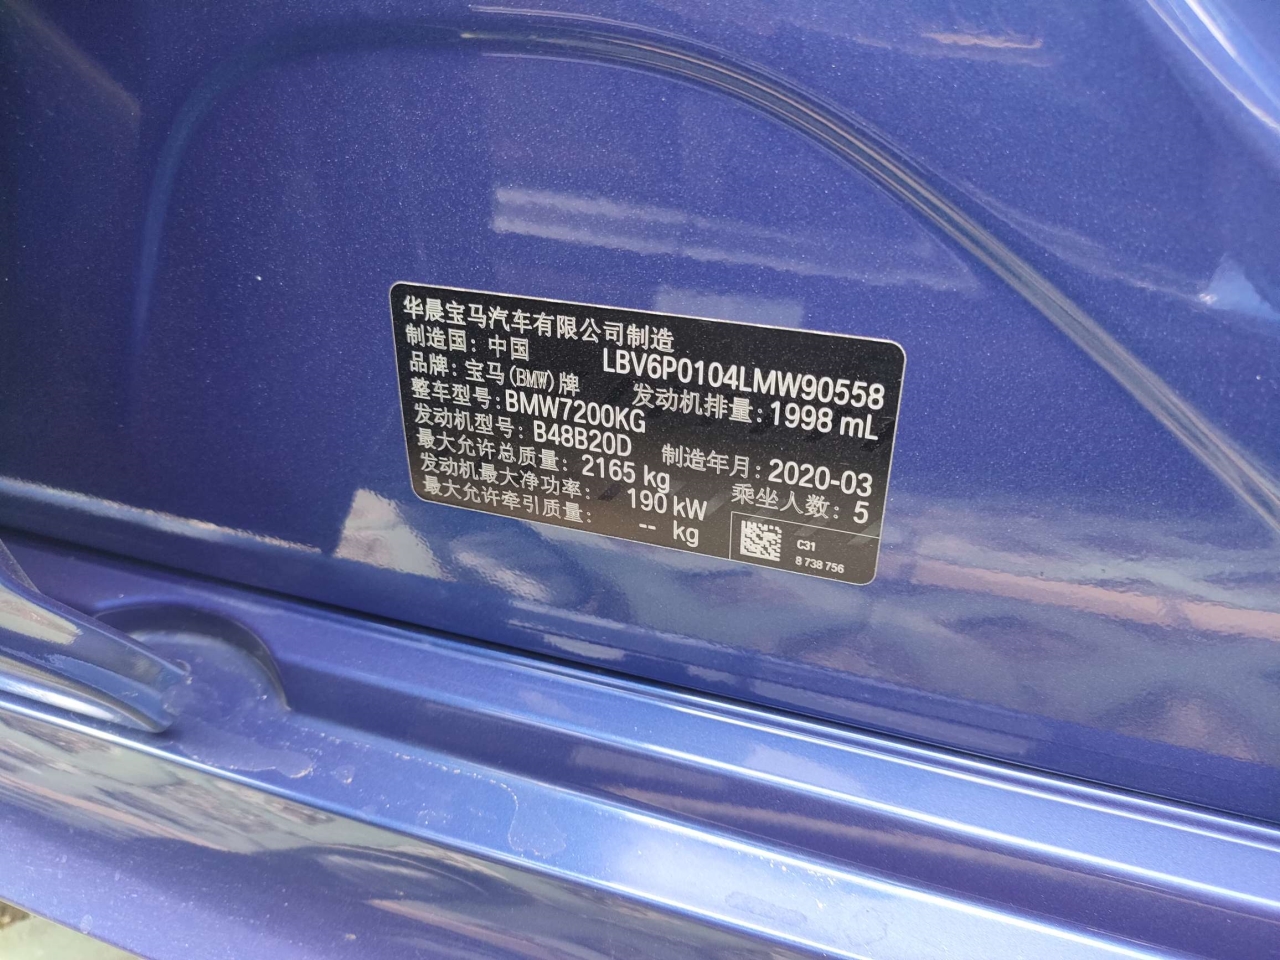 华晨宝马汽车有限公司制造
制造国：中国 LBV6P0104LMW90558
品牌：宝马(BMW)牌 发动机排量：1998 mL
整车型号：BMW7200KG
发动机型号：B48B20D 制造年月：2020-03
最大允许总质量：2165 kg 乘坐人数：5
发动机最大净功率：190 kW
最大允许牵引质量：-- kg
C31
8 738 756